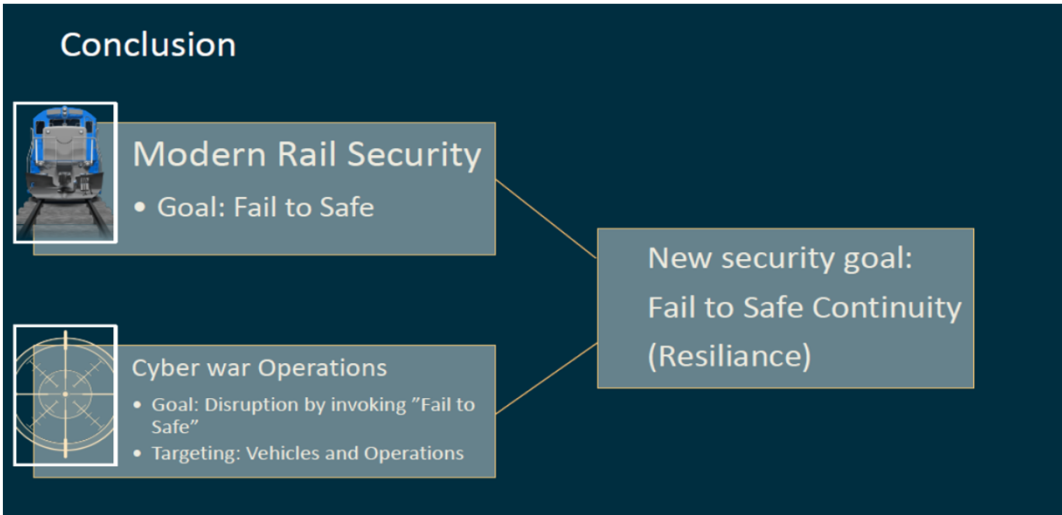 Conclusion
Modern Rail Security
• Goal: Fail to Safe
Cyber war Operations
• Goal: Disruption by invoking ”Fail to
Safe”
• Targeting: Vehicles and Operations
New security goal:
Fail to Safe Continuity
(Resiliance)